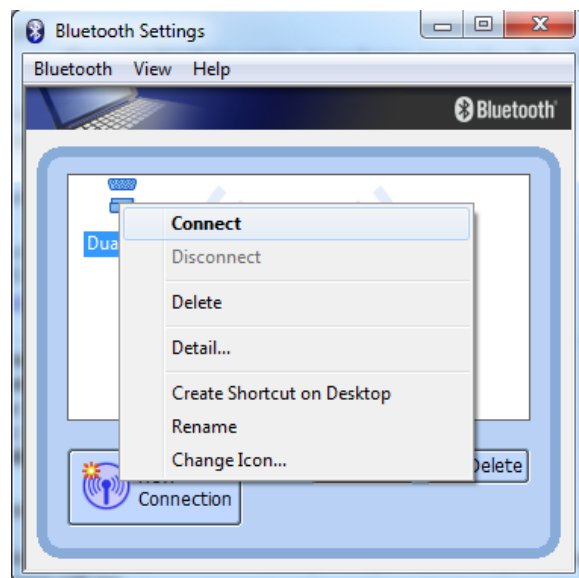 Bluetooth Settings
Bluetooth View Help
Bluetooth
Dua
Connect
Disconnect
Delete
Detail...
Create Shortcut on Desktop
Rename
Change Icon...
Delete
Connection